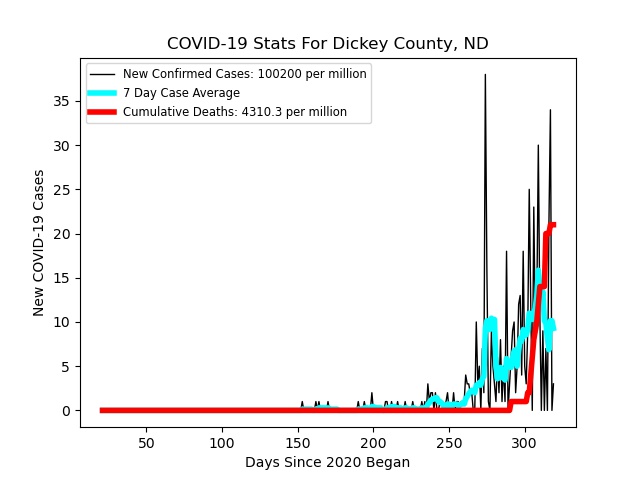 COVID-19 Stats For Dickey County, ND
New Confirmed Cases: 100200 per million
7 Day Case Average
Cumulative Deaths: 4310.3 per million
New COVID-19 Cases
35
30
25
20
15
10
5
0
50 100 150 200 250 300
Days Since 2020 Began